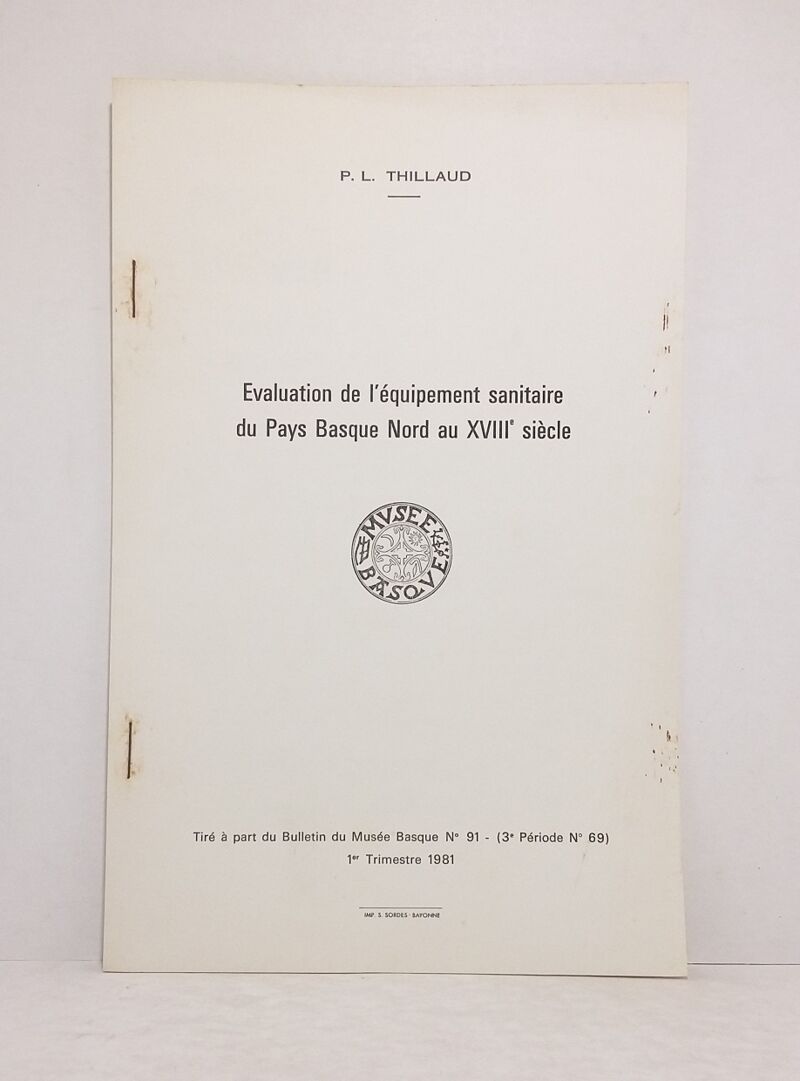 P. L. THILLAUD
Evaluation de l'équipement sanitaire
du Pays Basque Nord au XVIIIe siècle
MVSEE
BASQVE
Tiré à part du Bulletin du Musée Basque N° 91 - (3e Période N° 69)
1er Trimestre 1981
IMP. S. SORDES - BAYONNE